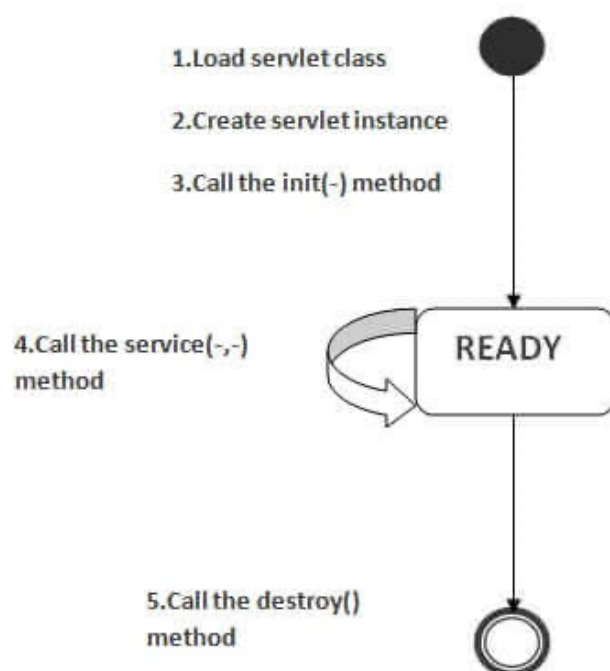 1.Load servlet class
2.Create servlet instance
3.Call the init(-) method
4.Call the service(-,-)
method
READY
5.Call the destroy()
method